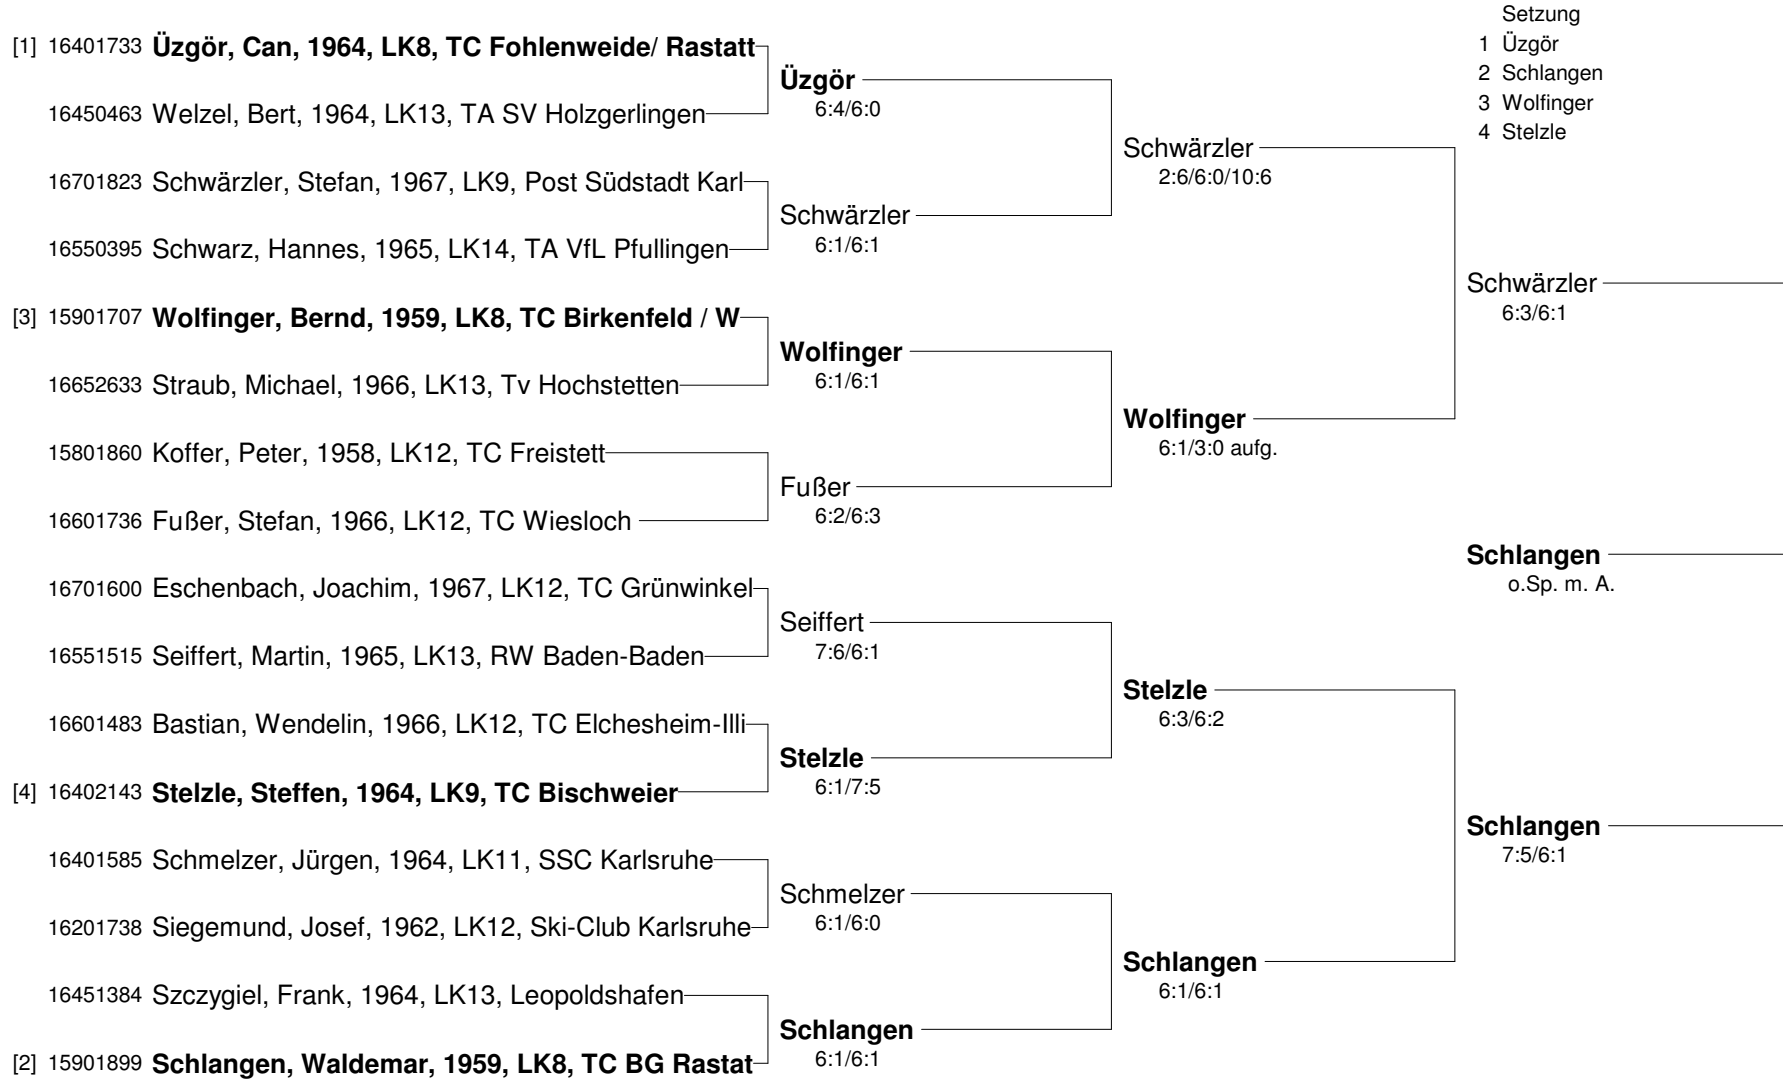 [1] 16401733 Üzgör, Can, 1964, LK8, TC Fohlenweide/ Rastatt
16450463 Welzel, Bert, 1964, LK13, TA SV Holzgerlingen
16701823 Schwärzler, Stefan, 1967, LK9, Post Südstadt Karl
16550395 Schwarz, Hannes, 1965, LK14, TA VfL Pfullingen
[3] 15901707 Wolfinger, Bernd, 1959, LK8, TC Birkenfeld / W
16652633 Straub, Michael, 1966, LK13, Tv Hochstetten
15801860 Koffer, Peter, 1958, LK12, TC Freistett
16601736 Fußer, Stefan, 1966, LK12, TC Wiesloch
16701600 Eschenbach, Joachim, 1967, LK12, TC Grünwinkel
16551515 Seiffert, Martin, 1965, LK13, RW Baden-Baden
16601483 Bastian, Wendelin, 1966, LK12, TC Elchesheim-Illi
[4] 16402143 Stelzle, Steffen, 1964, LK9, TC Bischweier
16401585 Schmelzer, Jürgen, 1964, LK11, SSC Karlsruhe
16201738 Siegemund, Josef, 1962, LK12, Ski-Club Karlsruhe
16451384 Szczygiel, Frank, 1964, LK13, Leopoldshafen
[2] 15901899 Schlangen, Waldemar, 1959, LK8, TC BG Rastat
Üzgör
6:4/6:0
Schwärzler
6:1/6:1
Wolfinger
6:1/6:1
Fußer
6:2/6:3
Seiffert
7:6/6:1
Stelzle
6:1/7:5
Schmelzer
6:1/6:0
Schlangen
6:1/6:1
Schwärzler
2:6/6:0/10:6
Wolfinger
6:1/3:0 aufg.
Stelzle
6:3/6:2
Schlangen
6:1/6:1
Setzung
1 Üzgör
2 Schlangen
3 Wolfinger
4 Stelzle
Schwärzler
6:3/6:1
Schlangen
o.Sp. m. A.
Schlangen
7:5/6:1